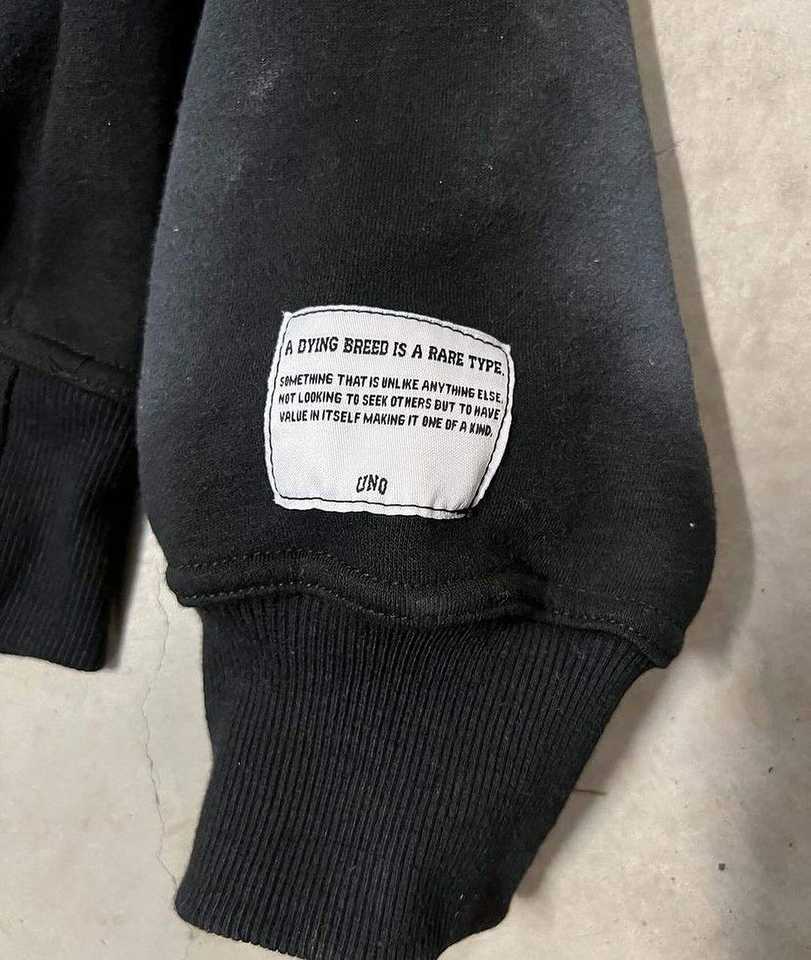 A DYING BREED IS A RARE TYPE.
SOMETHING THAT IS UNLIKE ANYTHING ELSE.
NOT LOOKING TO SEEK OTHERS BUT TO HAVE
VALUE IN ITSELF MAKING IT ONE OF A KIND.
UNO